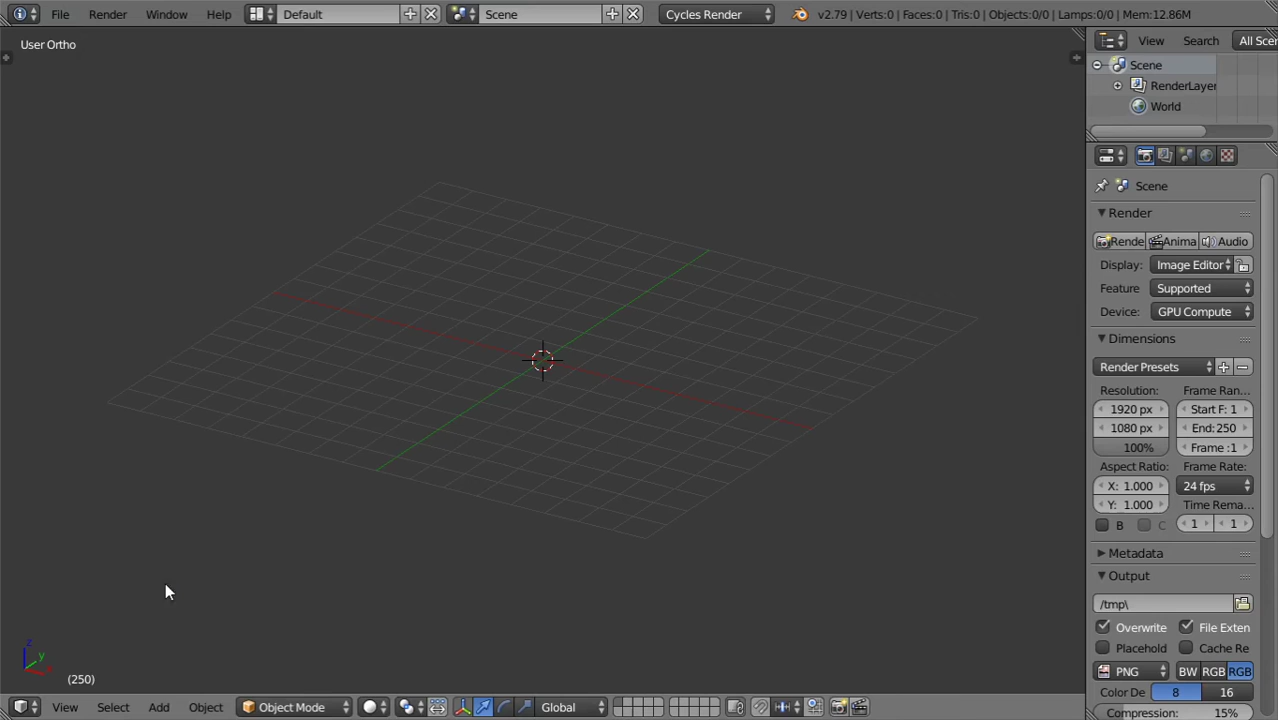 File Render Window Help Default Scene Cycles Render v2.79 | Verts:0 | Faces:0 | Tris:0 | Objects:0/0 | Lamps:0/0 | Mem:12.86M
User Ortho
View Search All Scer
Scene
RenderLayer
World
Scene
Render
Rende Anima Audio
Display: Image Editor
Feature Supported
Device: GPU Compute
Dimensions
Render Presets
Resolution: Frame Ran...
1920 px Start F: 1
1080 px End: 250
100% Frame :1
Aspect Ratio: Frame Rate:
X: 1.000 24 fps
Y: 1.000 Time Rema...
B C 1 1
Metadata
Output
/tmp\
Overwrite File Exten
Placehold Cache Re
PNG BW RGB RGB
Color De 8 16
Compression: 15%
z
y
x
(250)
View Select Add Object Object Mode Global